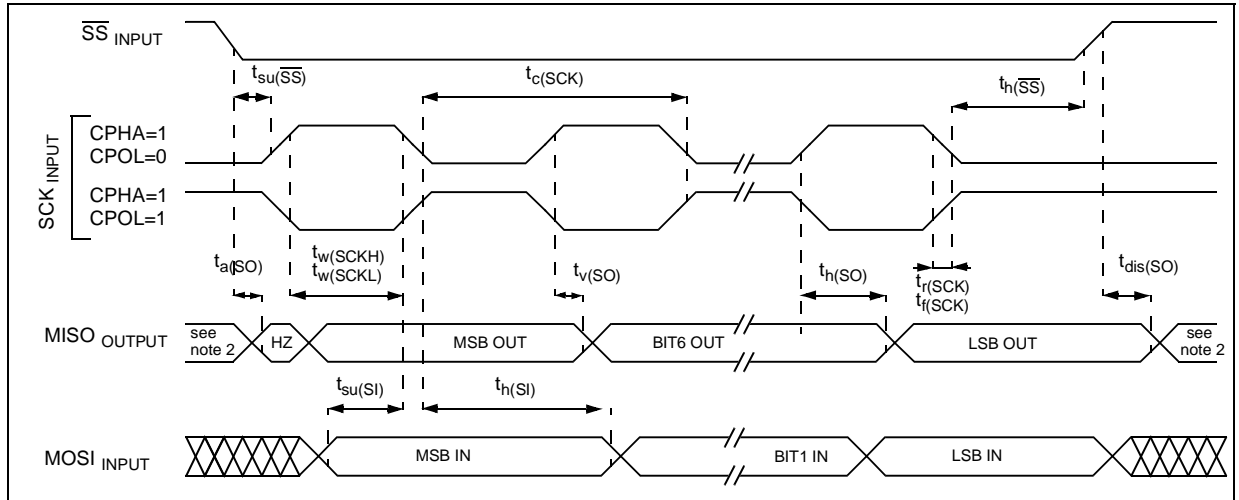 SS INPUT
tsu(SS)
tc(SCK)
th(SS)
SCK INPUT
CPHA=1
CPOL=0
CPHA=1
CPOL=1
ta(SO)
tw(SCKH)
tw(SCKL)
tv(SO)
th(SO)
tr(SCK)
tf(SCK)
tdis(SO)
MISO OUTPUT
see note 2
HZ
MSB OUT
BIT6 OUT
LSB OUT
see note 2
tsu(SI)
th(SI)
MOSI INPUT
MSB IN
BIT1 IN
LSB IN